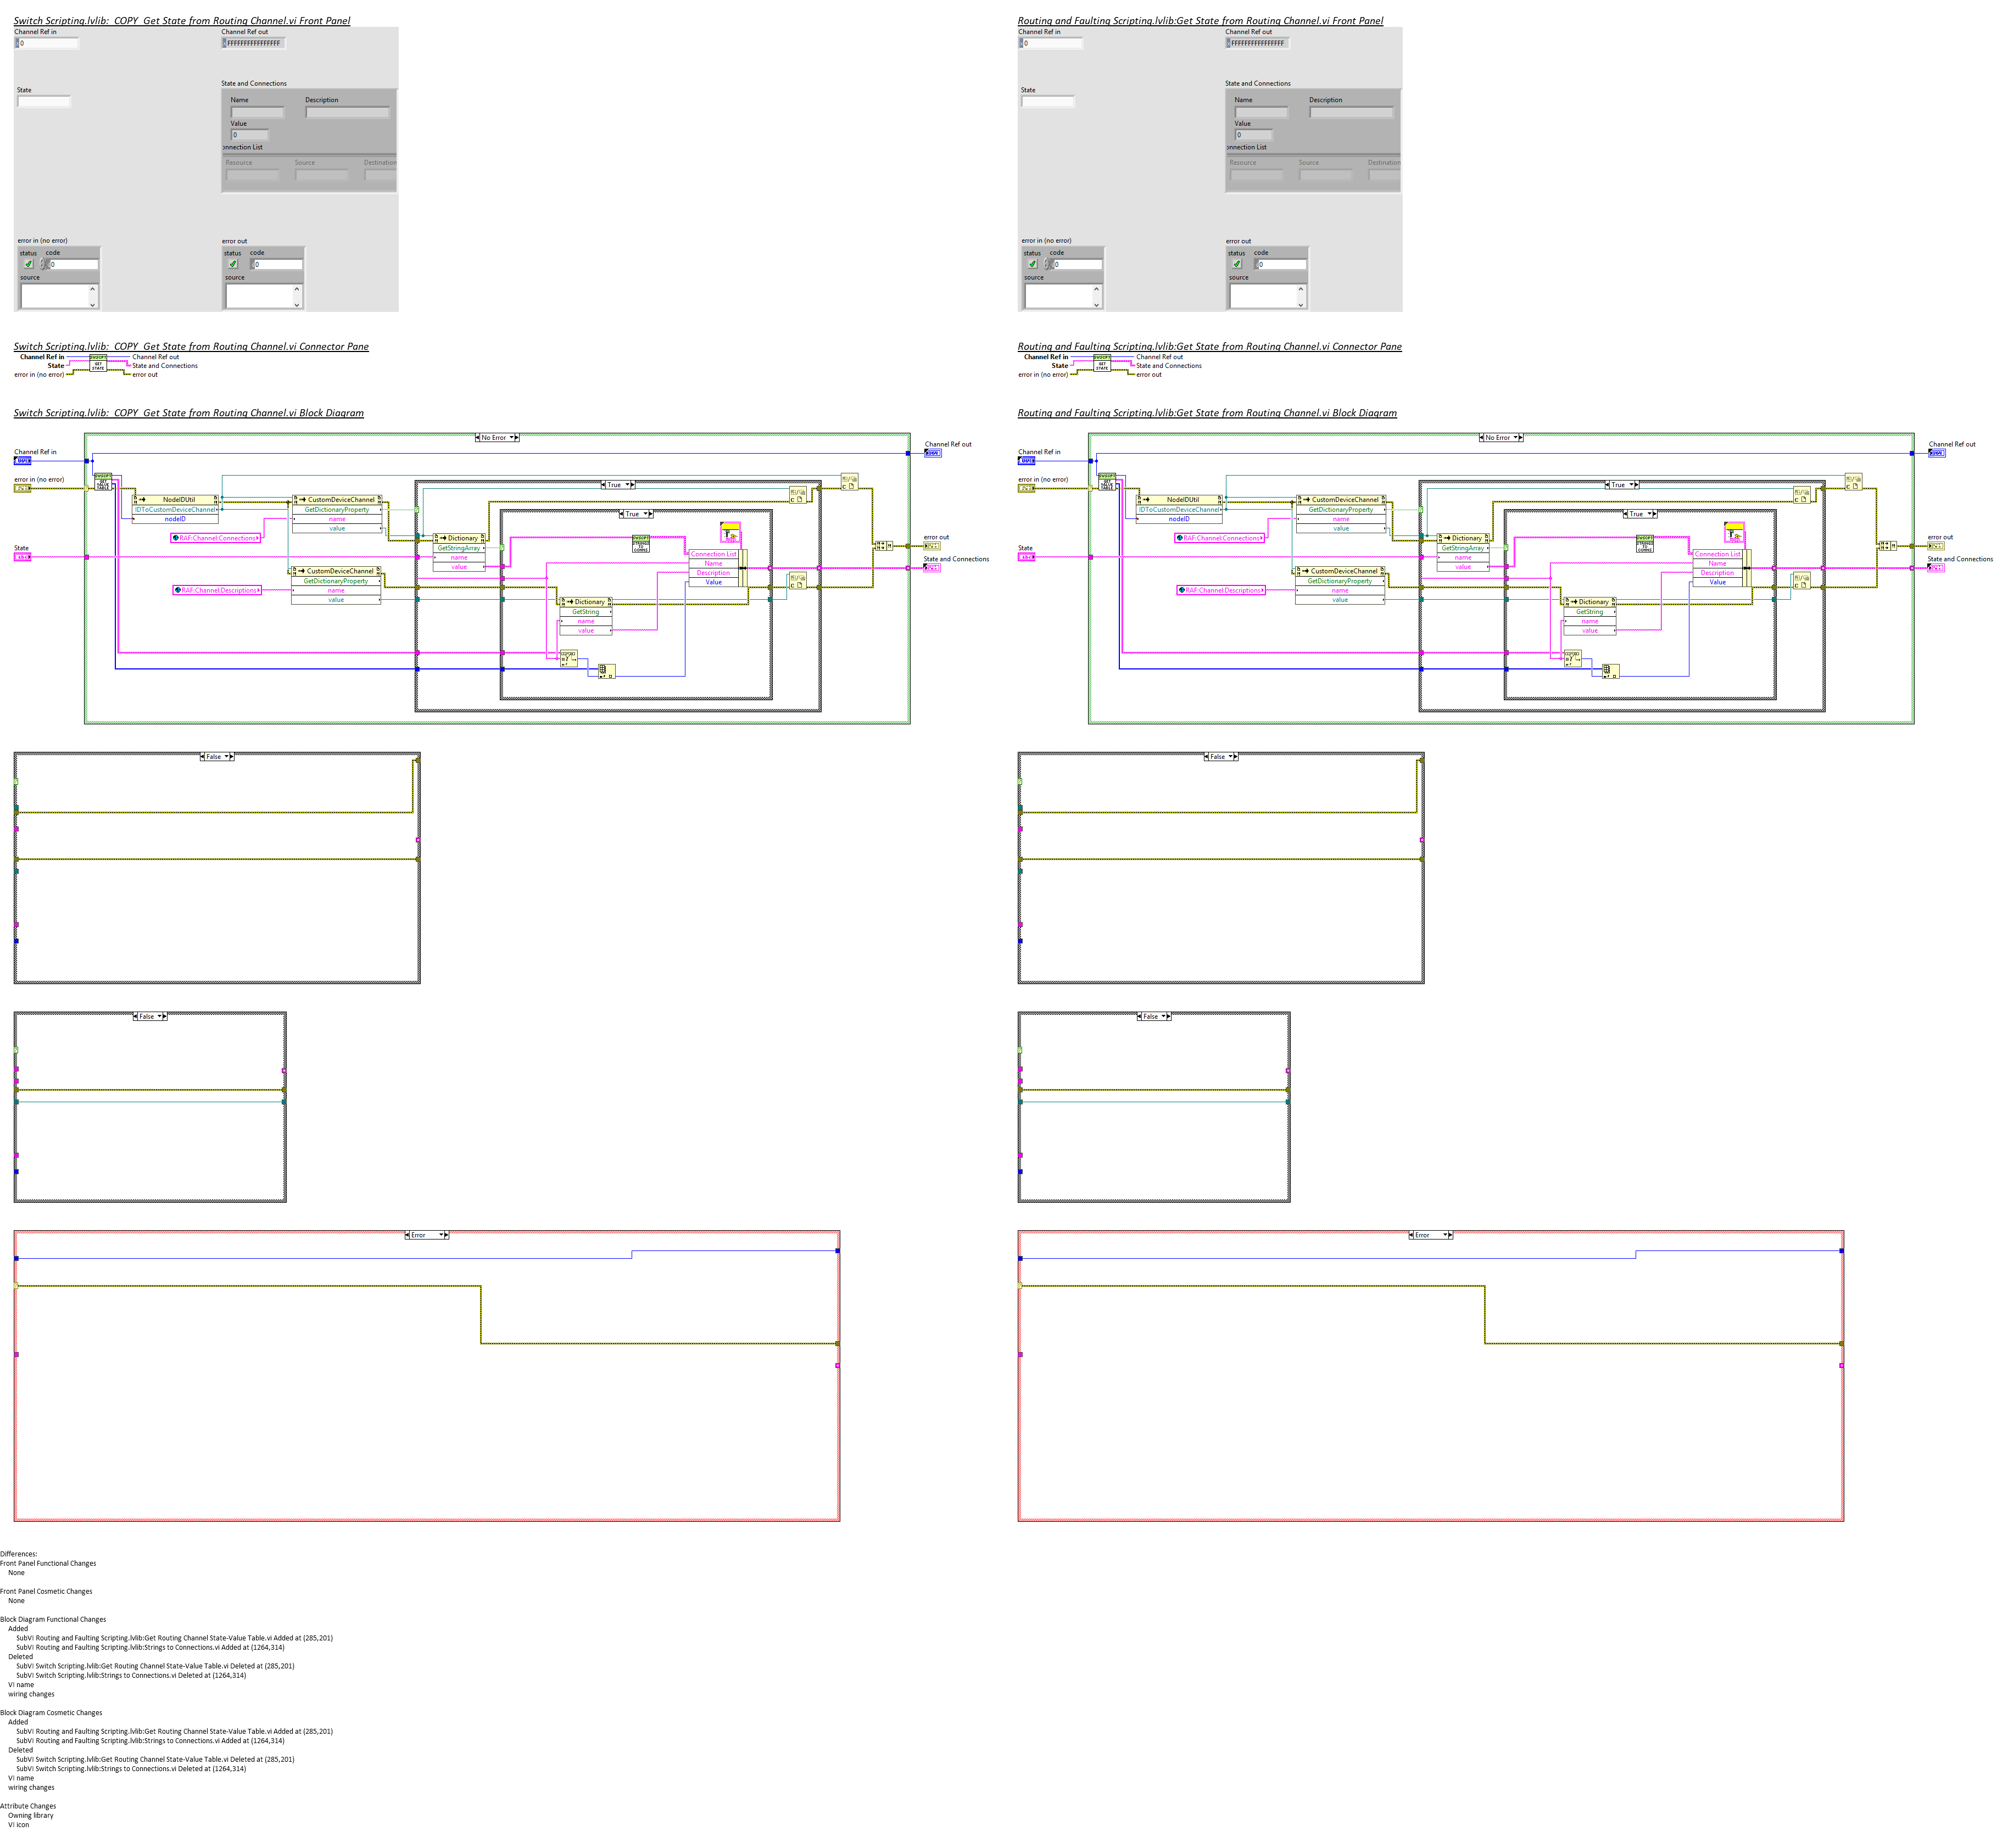 Switch Scripting.lvlib:  COPY  Get State from Routing Channel.vi Front Panel
Channel Ref in
0
Channel Ref out
FFFFFFFFFFFFFFFF
State
State and Connections
Name
Description
Value
0
onnection List
Resource
Source
Destination
error in (no error)
status
code
0
source
error out
status
code
0
source
Routing and Faulting Scripting.lvlib:Get State from Routing Channel.vi Front Panel
Channel Ref in
0
Channel Ref out
FFFFFFFFFFFFFFFF
State
State and Connections
Name
Description
Value
0
onnection List
Resource
Source
Destination
error in (no error)
status
code
0
source
error out
status
code
0
source
Switch Scripting.lvlib:  COPY  Get State from Routing Channel.vi Connector Pane
Channel Ref in
State
error in (no error)
GET
STATE
Channel Ref out
State and Connections
error out
Routing and Faulting Scripting.lvlib:Get State from Routing Channel.vi Connector Pane
Channel Ref in
State
error in (no error)
GET
STATE
Channel Ref out
State and Connections
error out
Switch Scripting.lvlib:  COPY  Get State from Routing Channel.vi Block Diagram
No Error
Channel Ref in
Channel Ref out
error in (no error)
GET
VALUE
TABLE
NodeIDUtil
IDToCustomDeviceChannel
nodeID
RAF:Channel:Connections
CustomDeviceChannel
GetDictionaryProperty
name
value
True
True
Dictionary
GetStringArray
name
value
State
CustomDeviceChannel
GetDictionaryProperty
name
value
RAF:Channel:Descriptions
Connection List
Name
Description
Value
Dictionary
GetString
name
value
error out
State and Connections
Routing and Faulting Scripting.lvlib:Get State from Routing Channel.vi Block Diagram
No Error
Channel Ref in
Channel Ref out
error in (no error)
GET
VALUE
TABLE
NodeIDUtil
IDToCustomDeviceChannel
nodeID
RAF:Channel:Connections
CustomDeviceChannel
GetDictionaryProperty
name
value
True
True
Dictionary
GetStringArray
name
value
State
CustomDeviceChannel
GetDictionaryProperty
name
value
RAF:Channel:Descriptions
Connection List
Name
Description
Value
Dictionary
GetString
name
value
error out
State and Connections
False
False
False
False
Error
Error
Differences:
Front Panel Functional Changes
None
Front Panel Cosmetic Changes
None
Block Diagram Functional Changes
Added
SubVI Routing and Faulting Scripting.lvlib:Get Routing Channel State-Value Table.vi Added at (285,201)
SubVI Routing and Faulting Scripting.lvlib:Strings to Connections.vi Added at (1264,314)
Deleted
SubVI Switch Scripting.lvlib:Get Routing Channel State-Value Table.vi Deleted at (285,201)
SubVI Switch Scripting.lvlib:Strings to Connections.vi Deleted at (1264,314)
VI name
wiring changes
Block Diagram Cosmetic Changes
Added
SubVI Routing and Faulting Scripting.lvlib:Get Routing Channel State-Value Table.vi Added at (285,201)
SubVI Routing and Faulting Scripting.lvlib:Strings to Connections.vi Added at (1264,314)
Deleted
SubVI Switch Scripting.lvlib:Get Routing Channel State-Value Table.vi Deleted at (285,201)
SubVI Switch Scripting.lvlib:Strings to Connections.vi Deleted at (1264,314)
VI name
wiring changes
Attribute Changes
Owning library
VI icon